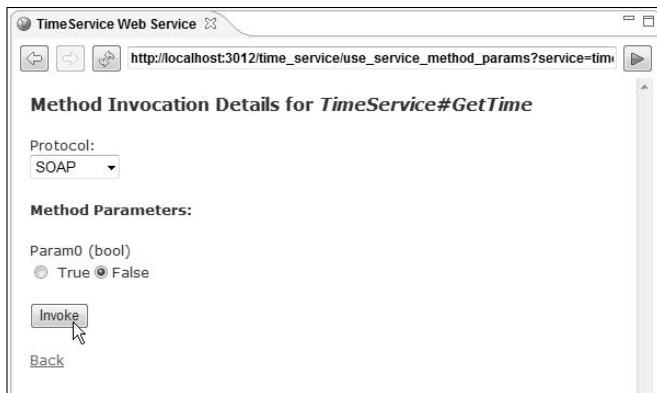 TimeService Web Service
http://localhost:3012/time_service/use_service_method_params?service=time
Method Invocation Details for TimeService#GetTime
Protocol:
SOAP
Method Parameters:
Param0 (bool)
True False
Invoke
Back